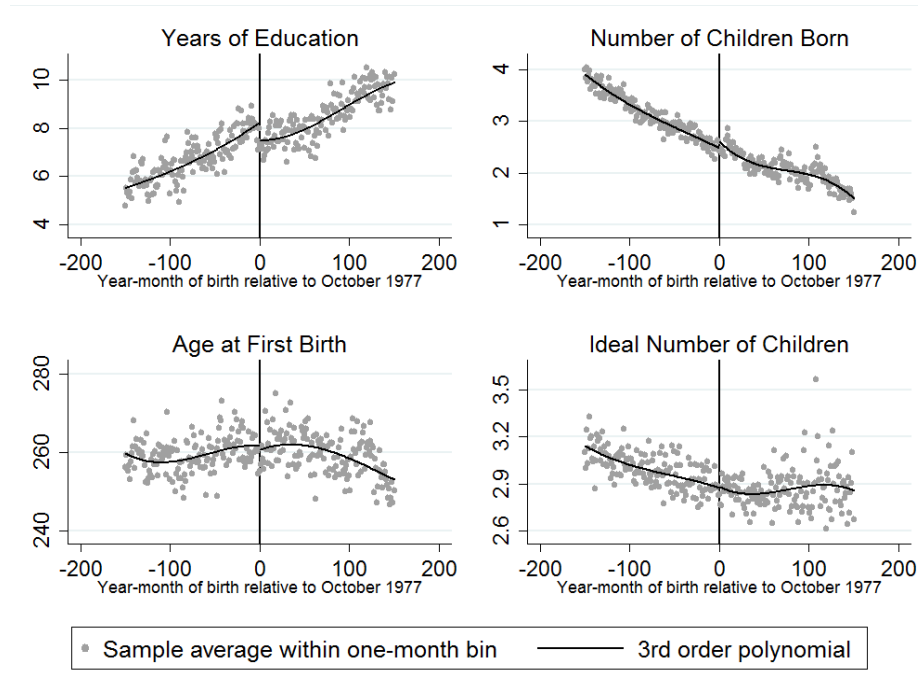 Years of Education
10
8
6
4
-200 -100 0 100 200
Year-month of birth relative to October 1977
Number of Children Born
4
3
2
1
-200 -100 0 100 200
Year-month of birth relative to October 1977
Age at First Birth
280
260
240
-200 -100 0 100 200
Year-month of birth relative to October 1977
Ideal Number of Children
3.5
3.2
2.9
2.6
-200 -100 0 100 200
Year-month of birth relative to October 1977
Sample average within one-month bin 3rd order polynomial